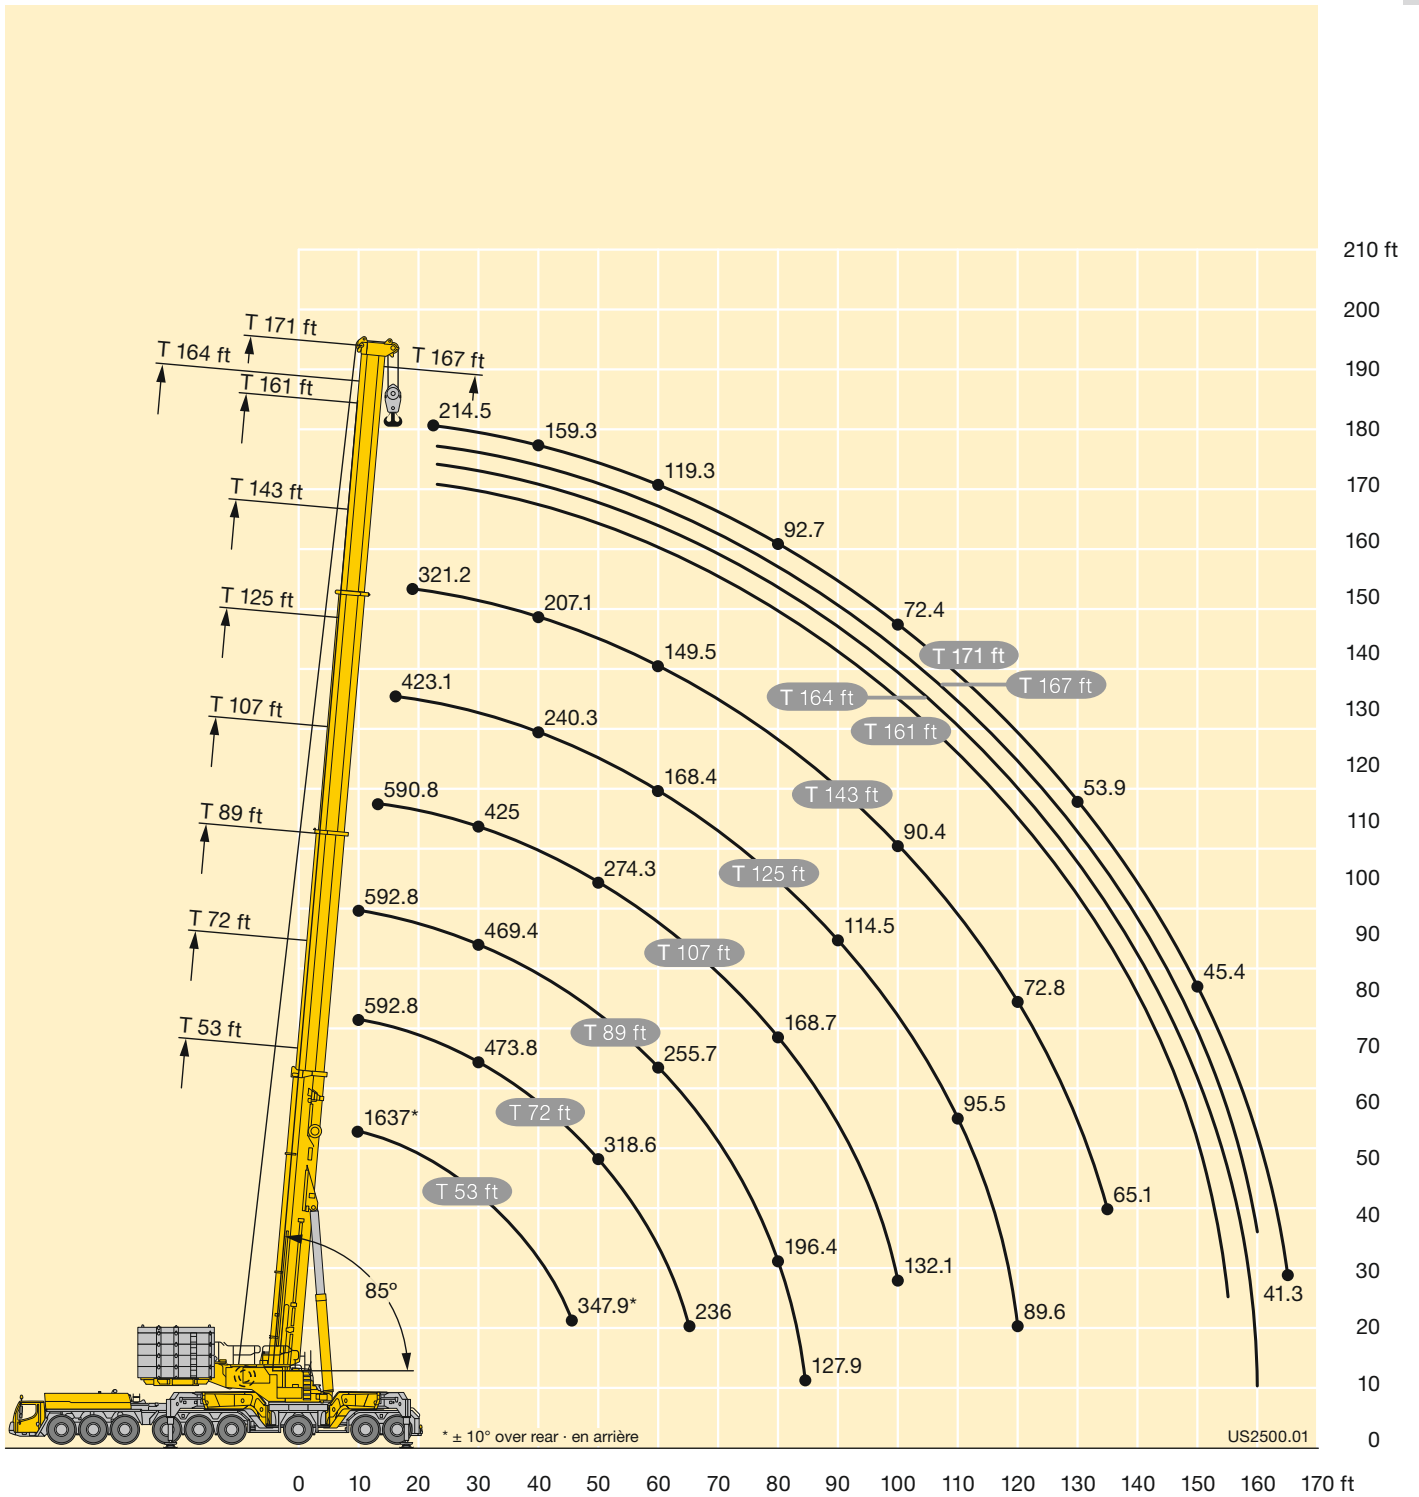 210 ft
200
T 171 ft
T 164 ft
T 167 ft
190
T 161 ft
214.5
180
159.3
119.3
170
T 143 ft
92.7
160
321.2
207.1
150
T 125 ft
72.4
149.5
T 171 ft
140
423.1
T 164 ft
T 167 ft
T 107 ft
240.3
T 161 ft
130
168.4
120
590.8
T 143 ft
53.9
T 89 ft
425
110
90.4
274.3
T 125 ft
100
592.8
T 72 ft
469.4
114.5
90
T 107 ft
45.4
72.8
80
592.8
T 53 ft
T 89 ft
168.7
473.8
255.7
70
1637*
T 72 ft
95.5
60
318.6
50
T 53 ft
65.1
40
196.4
132.1
30
85°
41.3
347.9*
236
89.6
20
127.9
10
* ± 10° over rear · en arrière
US2500.01
0
0 10 20 30 40 50 60 70 80 90 100 110 120 130 140 150 160 170 ft